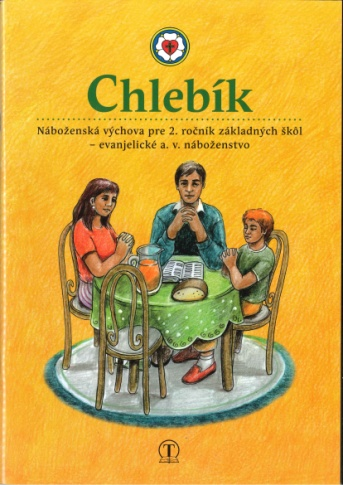 Chlebík
Náboženská výchova pre 2. ročník základných škôl
– evanjelické a. v. náboženstvo
T